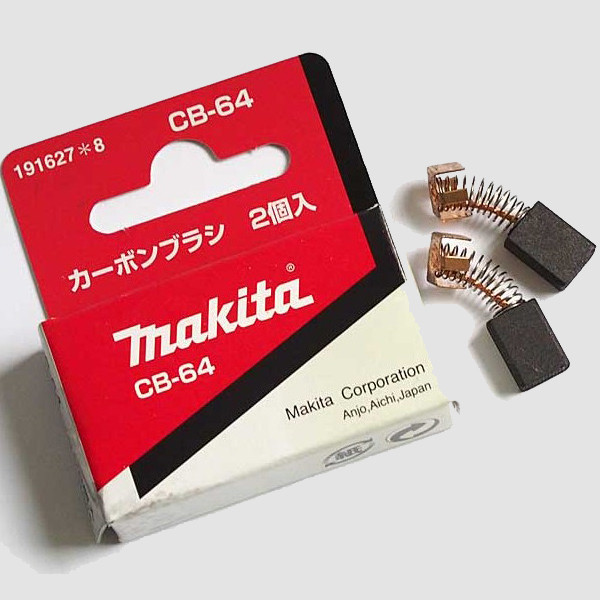 CB-64
191627＊8
カーボンブラシ 2個入
makita®
CB-64
Makita Corporation
Anjo,Aichi,Japan